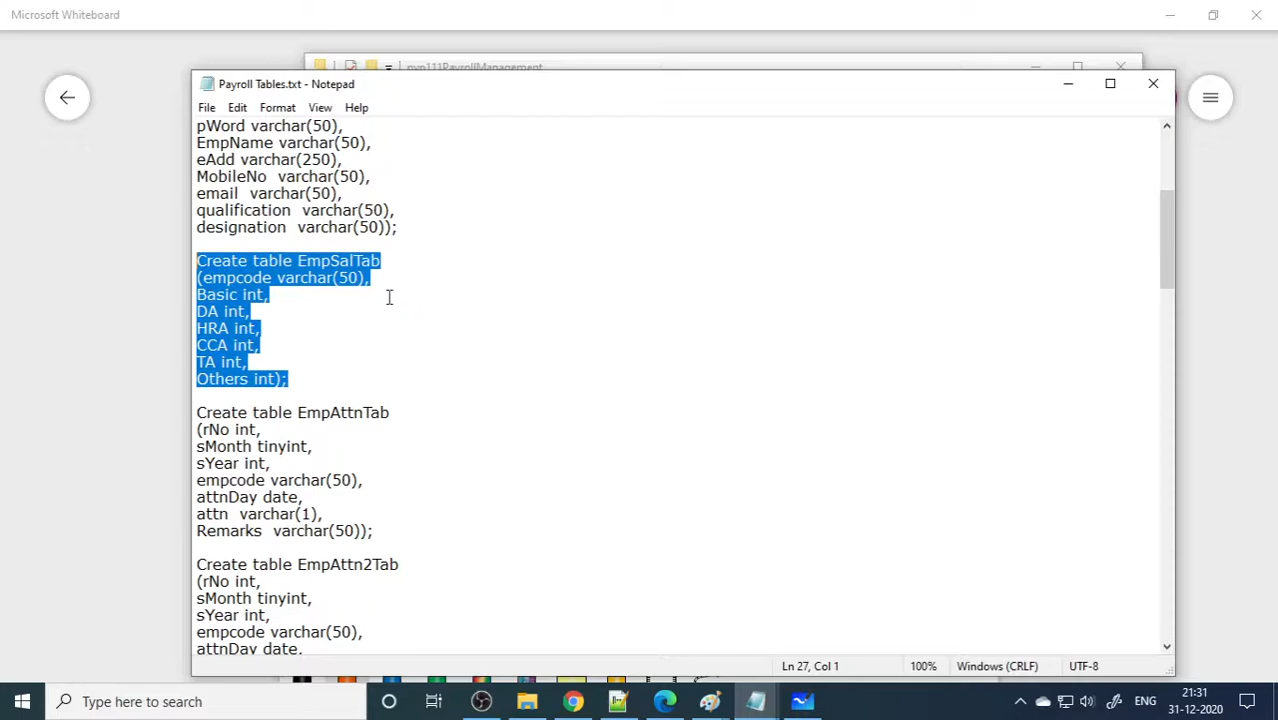 Microsoft Whiteboard
pyp111PayrollManagement
Payroll Tables.txt - Notepad
File Edit Format View Help
pWord varchar(50),
EmpName varchar(50),
eAdd varchar(250),
MobileNo  varchar(50),
email  varchar(50),
qualification  varchar(50),
designation  varchar(50));
Create table EmpSalTab
(empcode varchar(50),
Basic int,
DA int,
HRA int,
CCA int,
TA int,
Others int);
Create table EmpAttnTab
(rNo int,
sMonth tinyint,
sYear int,
empcode varchar(50),
attnDay date,
attn  varchar(1),
Remarks  varchar(50));
Create table EmpAttn2Tab
(rNo int,
sMonth tinyint,
sYear int,
empcode varchar(50),
attnDay date,
Ln 27, Col 1 100% Windows (CRLF) UTF-8
Type here to search
ENG
21:31
31-12-2020